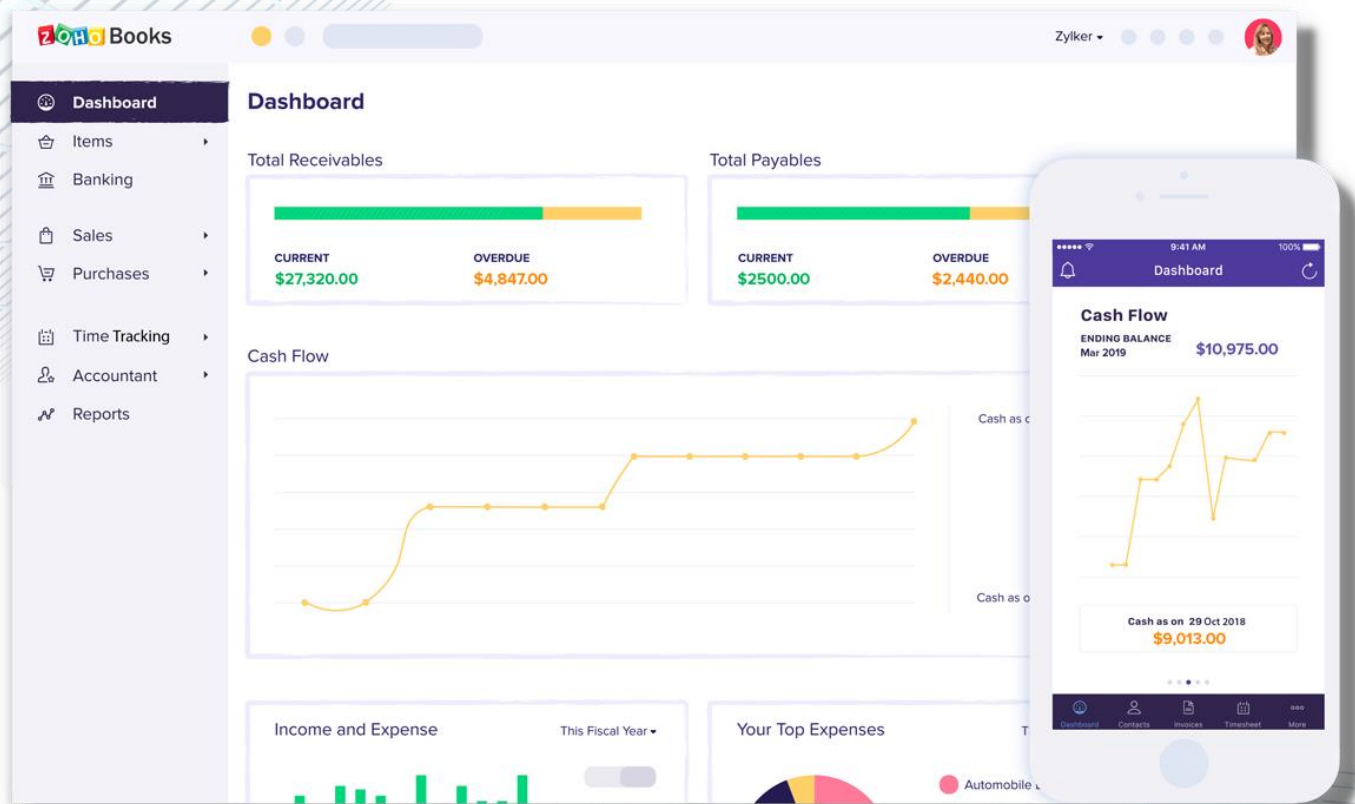 ZOHO Books
Zylker
Dashboard
Items
Banking
Sales
Purchases
Time Tracking
Accountant
Reports
Dashboard
Total Receivables
CURRENT
$27,320.00
OVERDUE
$4,847.00
Total Payables
CURRENT
$2500.00
OVERDUE
$2,440.00
Cash Flow
Cash as
Cash as
Income and Expense
This Fiscal Year
Your Top Expenses
Automobile
9:41 AM
100%
Dashboard
Cash Flow
ENDING BALANCE
Mar 2019
$10,975.00
Cash as on 29 Oct 2018
$9,013.00
Dashboard
Contacts
Invoices
Timesheet
More